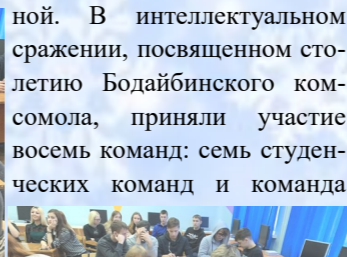 ной. В интеллектуальном
сражении, посвященном сто-
летию Бодайбинского ком-
сомола, приняли участие
восемь команд: семь студен-
ческих команд и команда